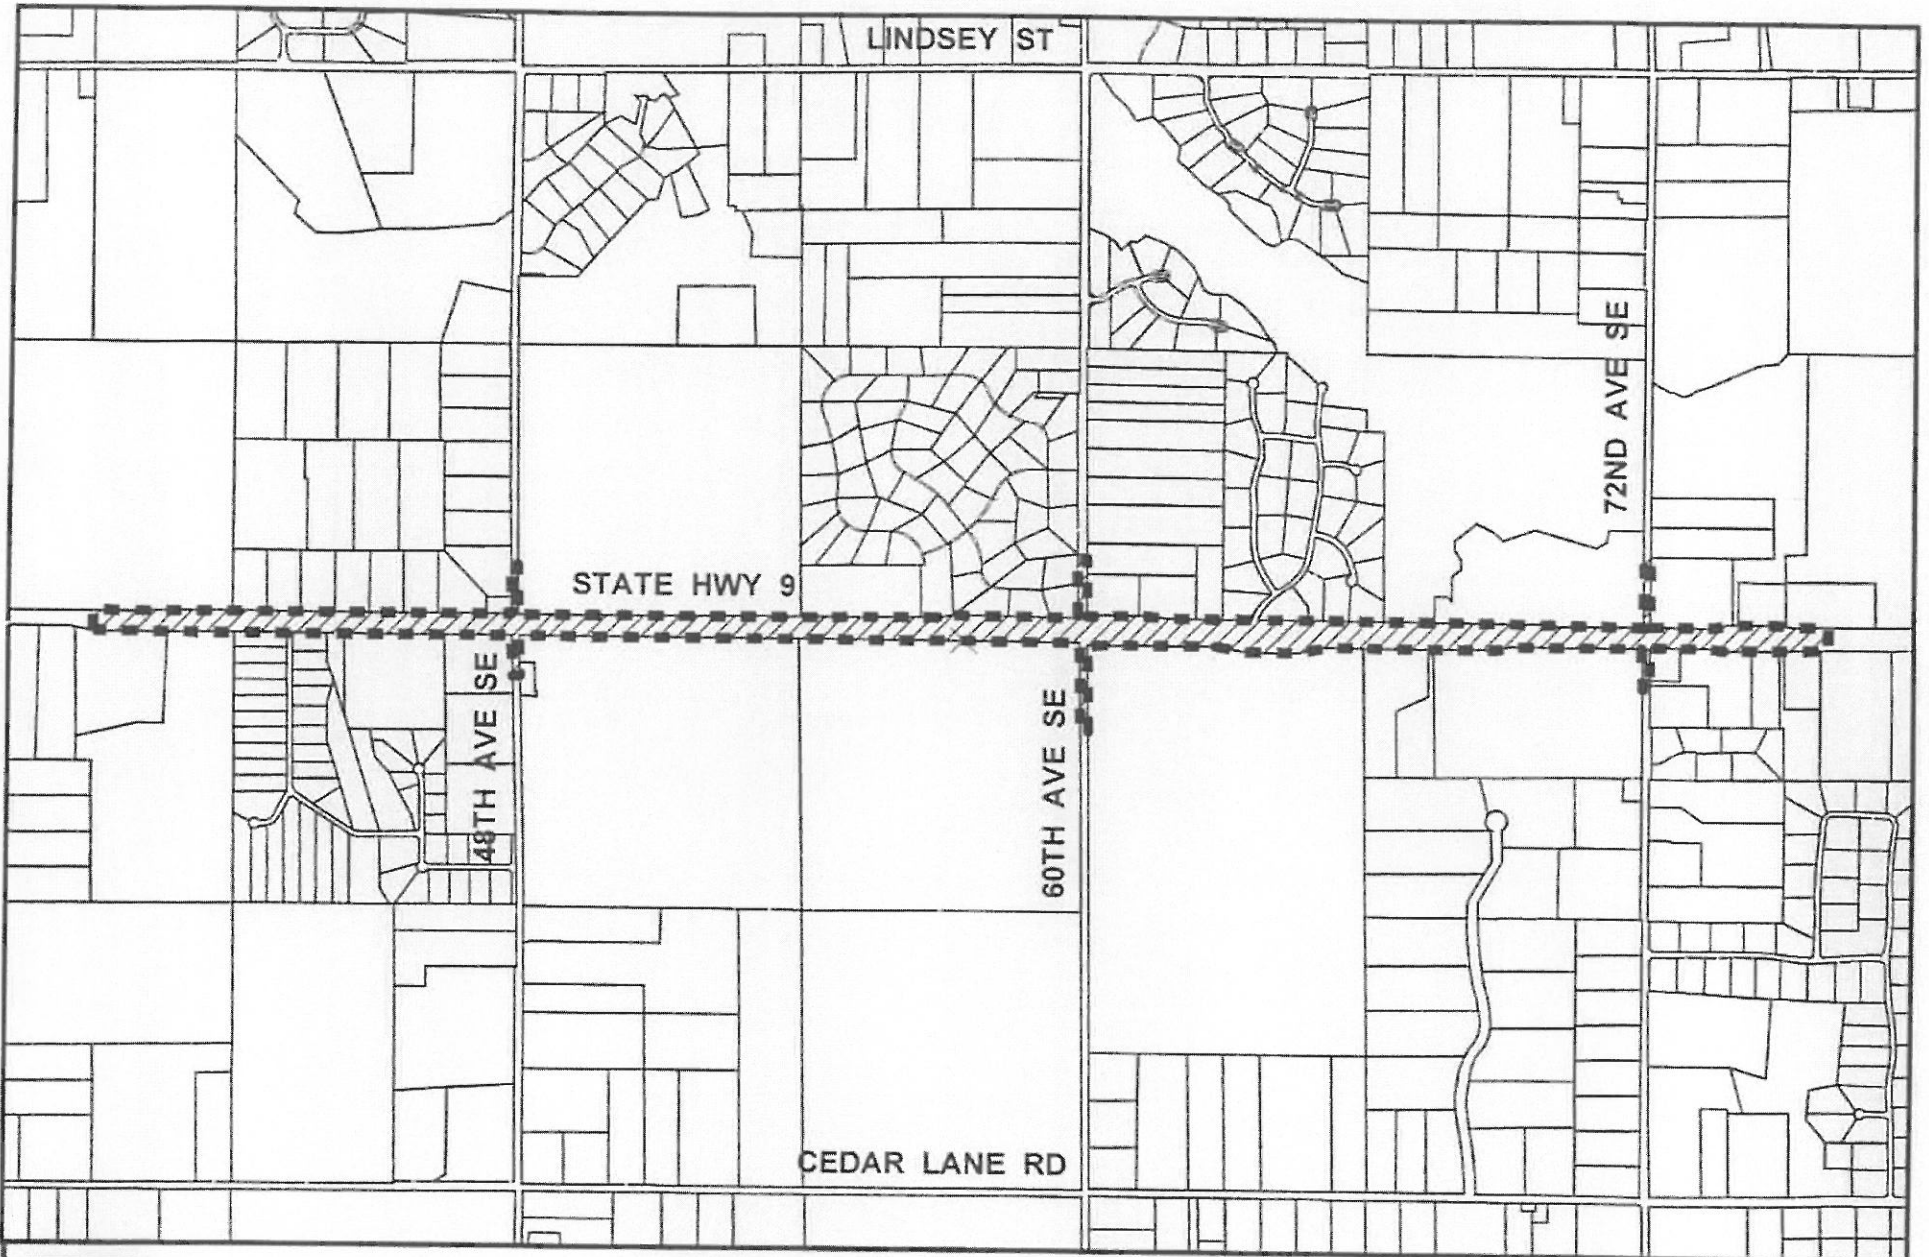 LINDSEY ST
72ND AVE SE
STATE HWY 9
48TH AVE SE
60TH AVE SE
CEDAR LANE RD